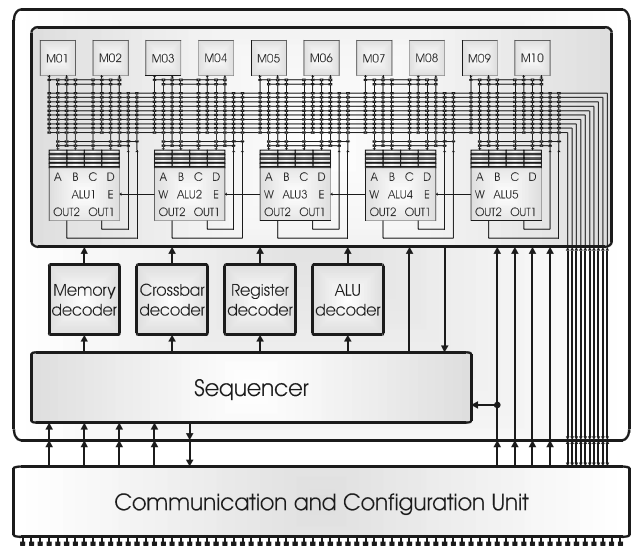 M01 M02 M03 M04 M05 M06 M07 M08 M09 M10
A B C D A B C D A B C D A B C D A B C D
ALU1 E W ALU2 E W ALU3 E W ALU4 E W ALU5
OUT2 OUT1 OUT2 OUT1 OUT2 OUT1 OUT2 OUT1 OUT2 OUT1
Memory Crossbar Register ALU
decoder decoder decoder decoder
Sequencer
Communication and Configuration Unit